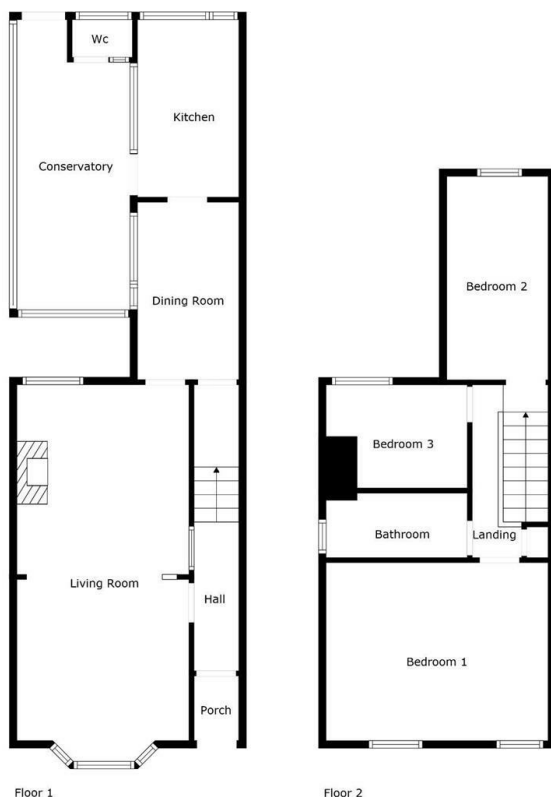 Wc
Kitchen
Conservatory
Dining Room
Living Room
Hall
Porch
Floor 1
Bedroom 2
Bedroom 3
Bathroom
Landing
Bedroom 1
Floor 2